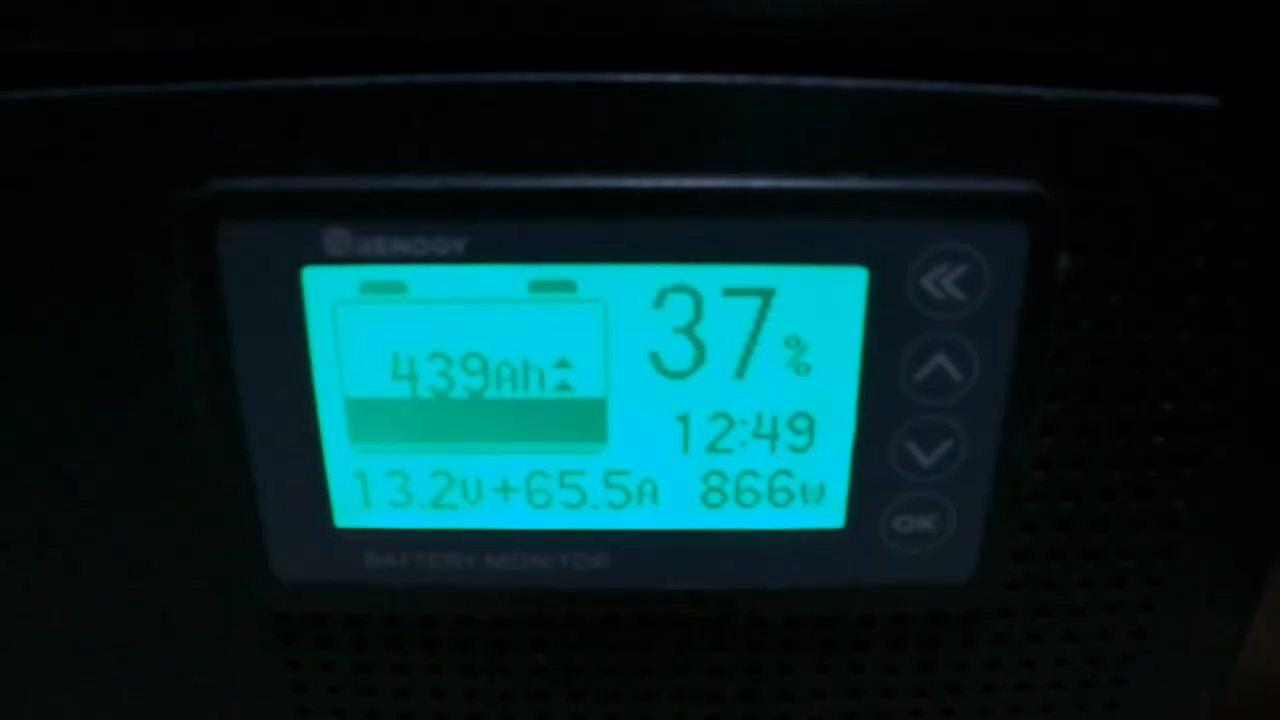 RENOGY
37%
439Ah
12:49
13.2V +65.5A 866W
OK
BATTERY MONITOR